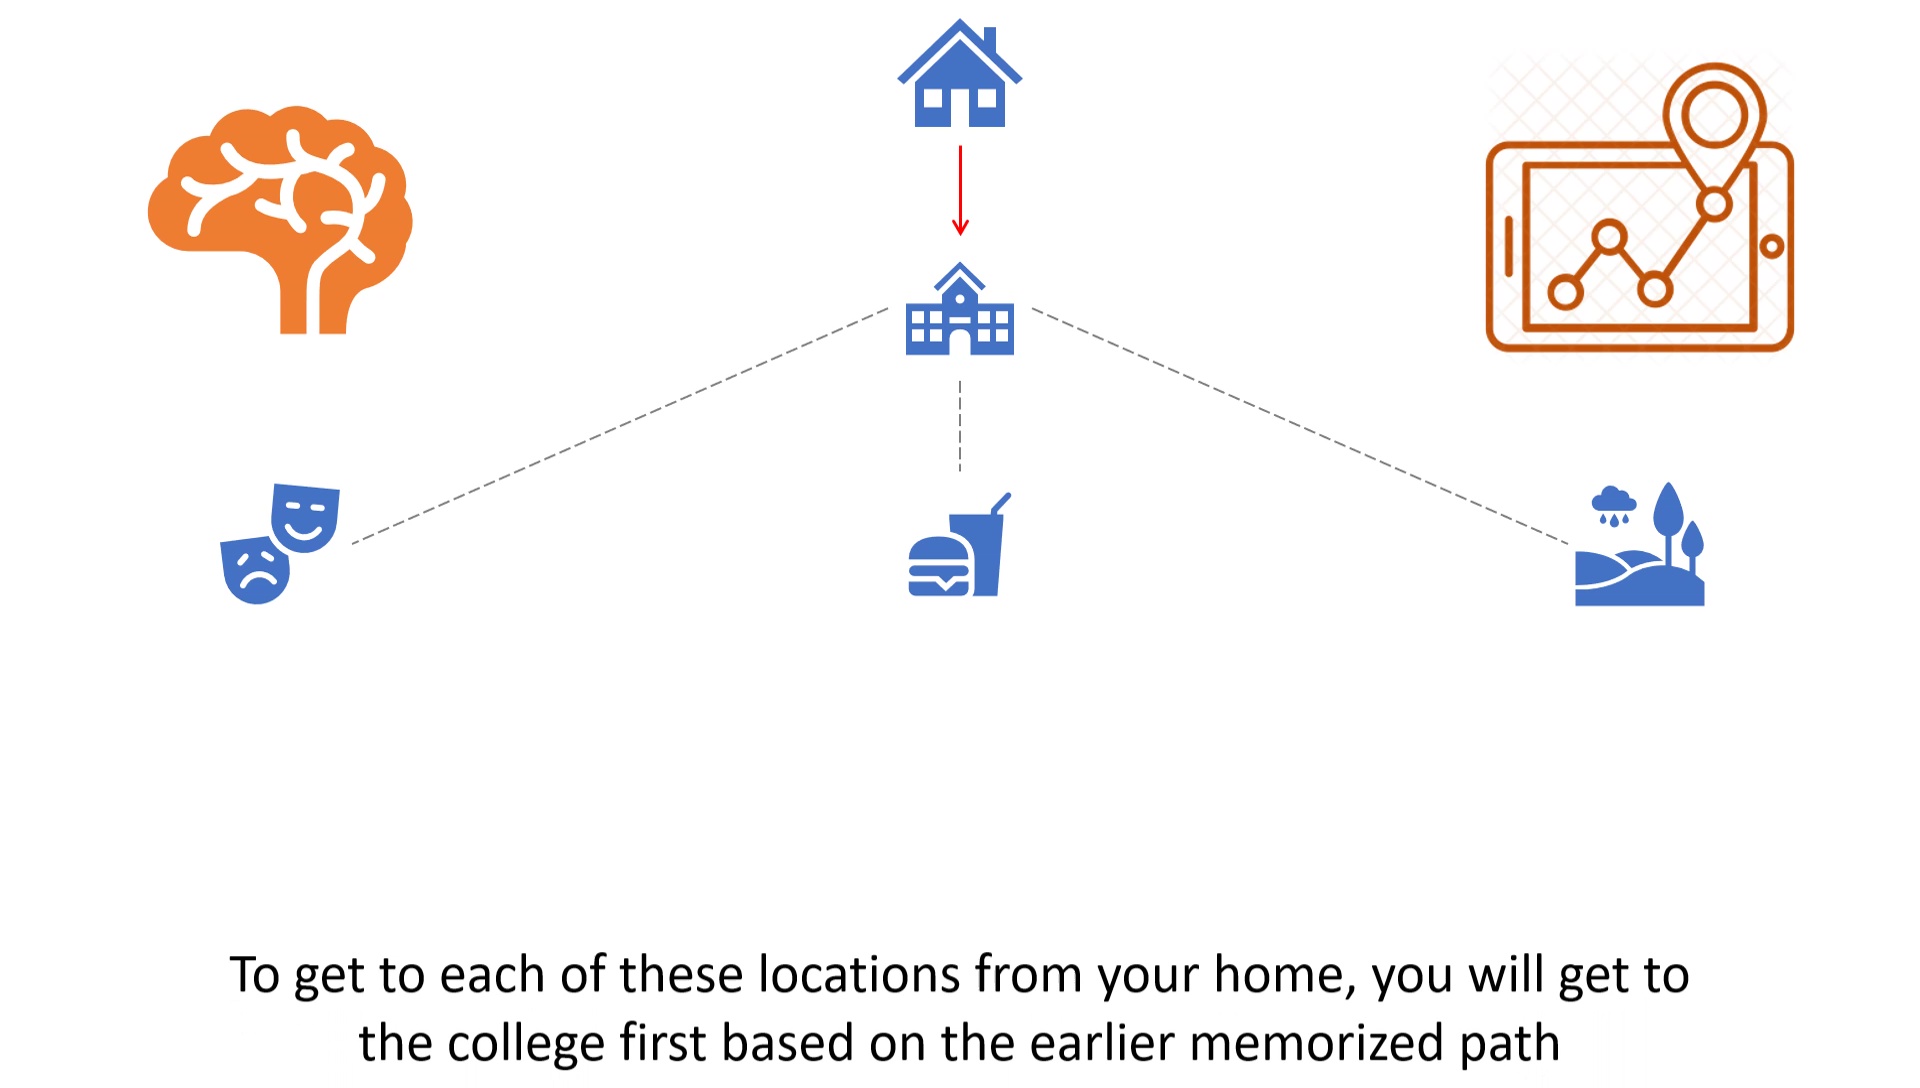 To get to each of these locations from your home, you will get to
the college first based on the earlier memorized path